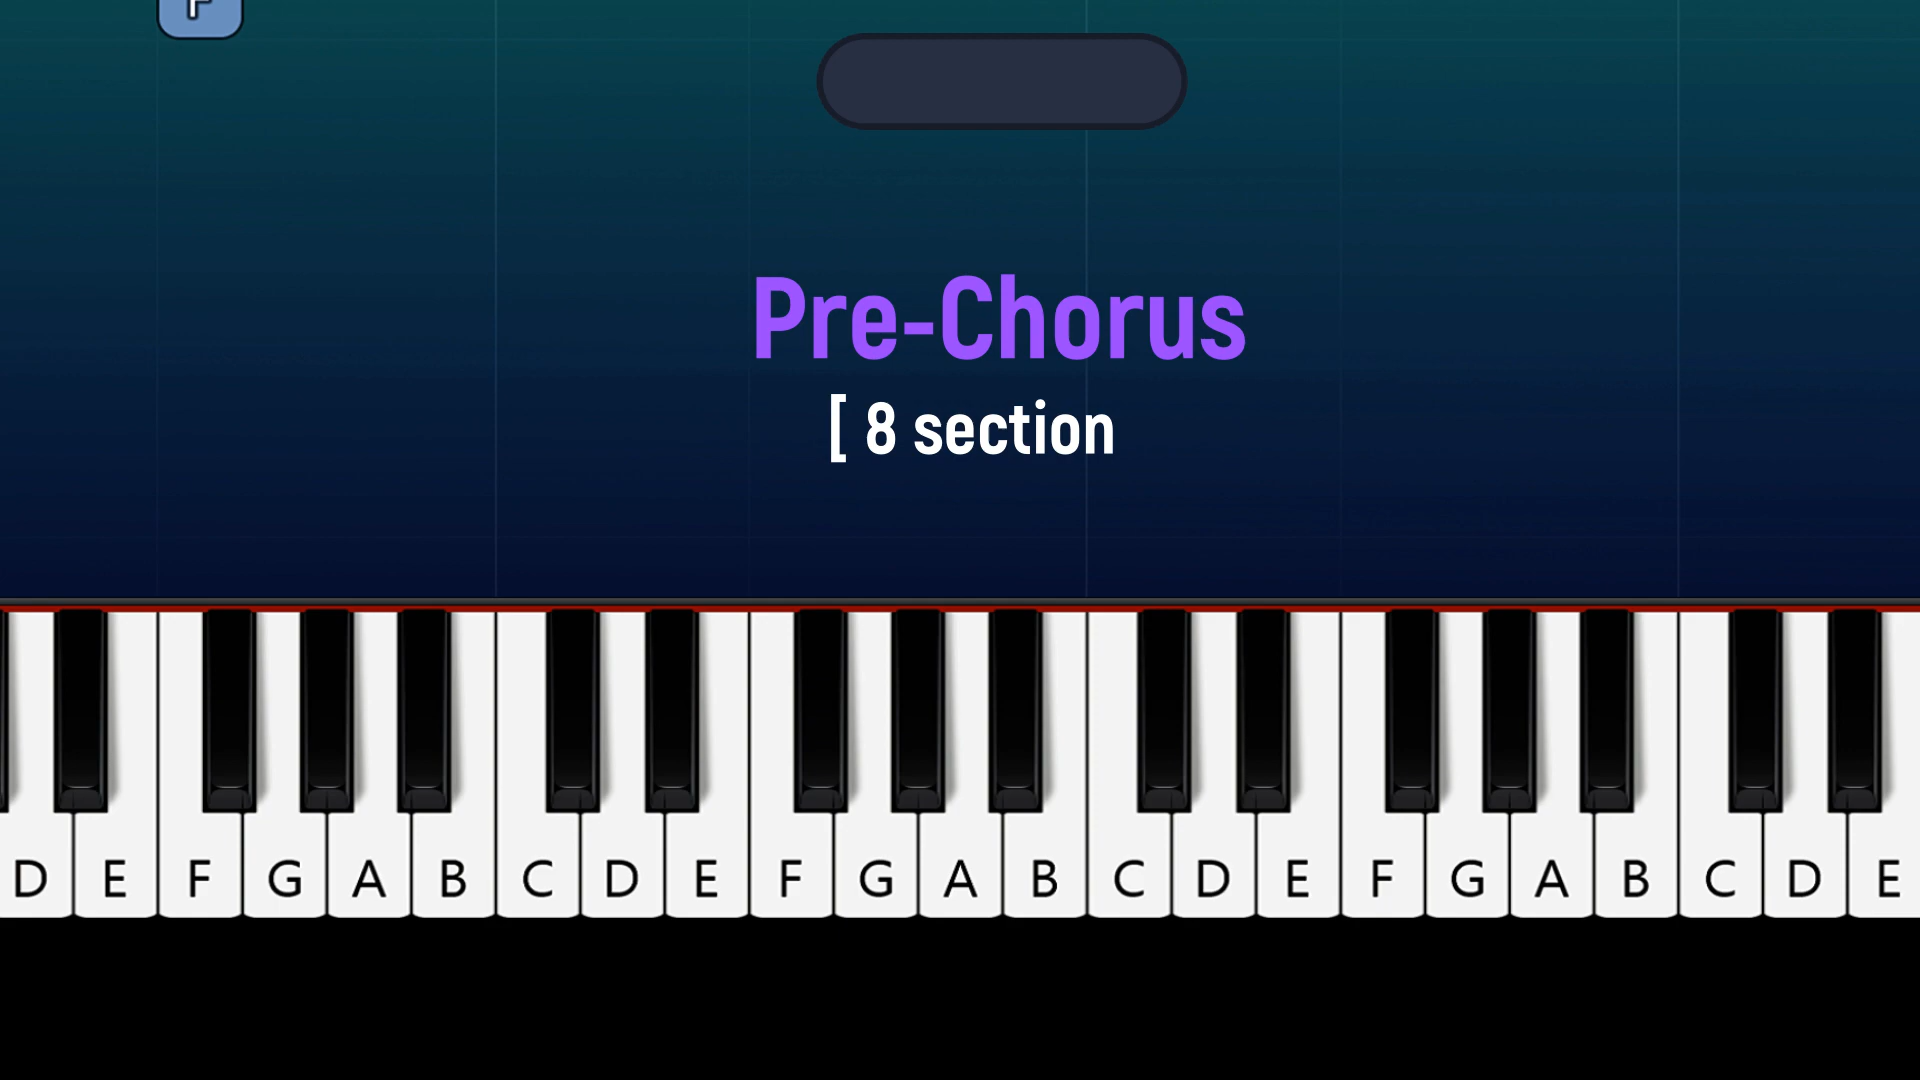 F
Pre-Chorus
[ 8 section
D E F G A B C D E F G A B C D E F G A B C D E